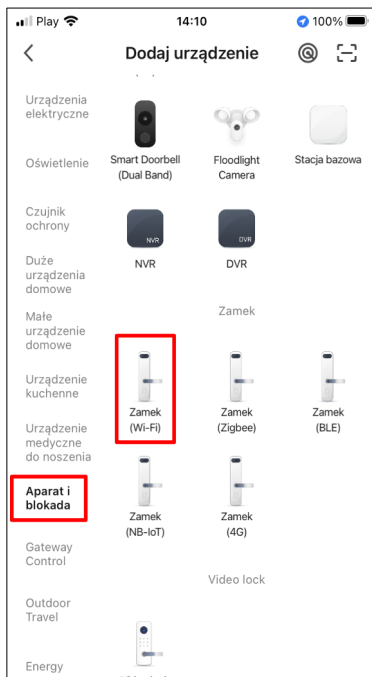 Play
14:10
100%
Dodaj urządzenie
Urządzenia
elektryczne
Oświetlenie
Czujnik
ochrony
Duże
urządzenia
domowe
Małe
urządzenie
domowe
Urządzenie
kuchenne
Urządzenie
medyczne
do noszenia
Aparat i
blokada
Gateway
Control
Outdoor
Travel
Energy
Smart Doorbell
(Dual Band)
Floodlight
Camera
Stacja bazowa
NVR
DVR
NVR
DVR
Zamek
Zamek
(Wi-Fi)
Zamek
(Zigbee)
Zamek
(BLE)
Zamek
(NB-IoT)
Zamek
(4G)
Video lock